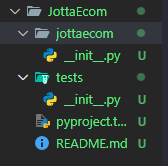 JottaEcom
jottaecom
__init__.py U
tests
__init__.py U
pyproject.t... U
README.md U